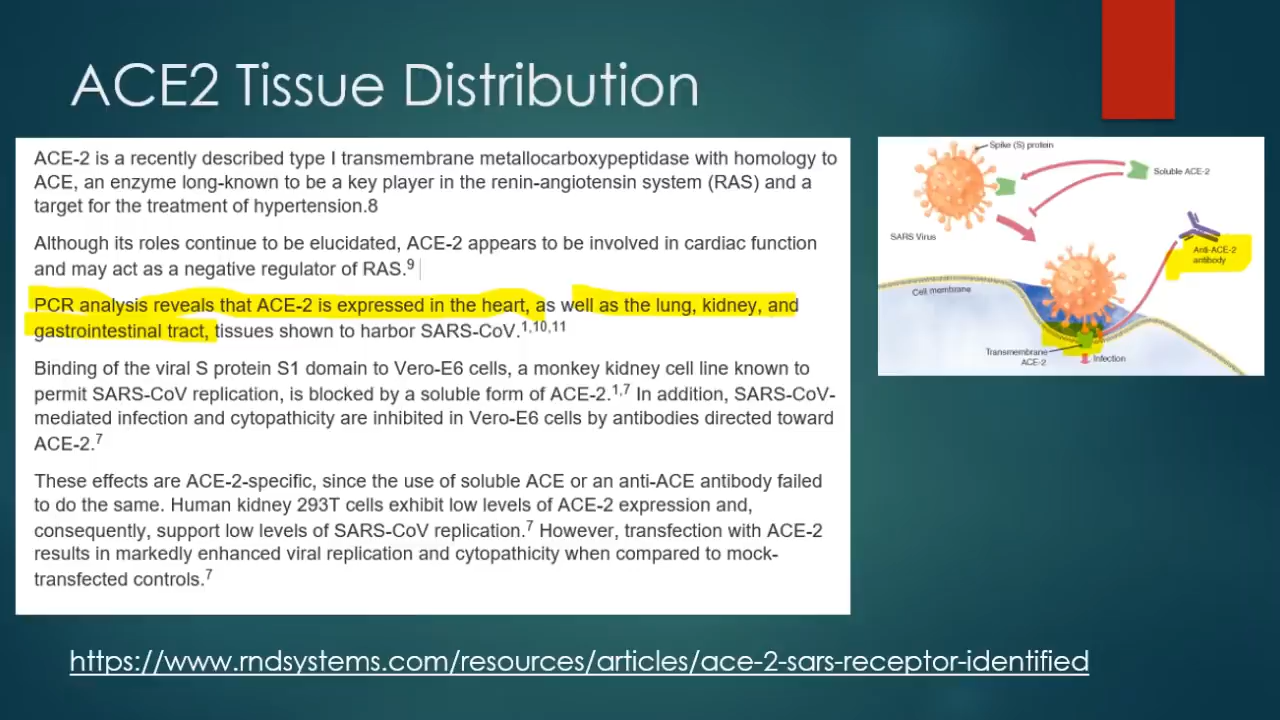 ACE2 Tissue Distribution
ACE-2 is a recently described type I transmembrane metallocarboxypeptidase with homology to
ACE, an enzyme long-known to be a key player in the renin-angiotensin system (RAS) and a
target for the treatment of hypertension.8
Although its roles continue to be elucidated, ACE-2 appears to be involved in cardiac function
and may act as a negative regulator of RAS.9
PCR analysis reveals that ACE-2 is expressed in the heart, as well as the lung, kidney, and
gastrointestinal tract, tissues shown to harbor SARS-CoV.1,10,11
Binding of the viral S protein S1 domain to Vero-E6 cells, a monkey kidney cell line known to
permit SARS-CoV replication, is blocked by a soluble form of ACE-2.1,7 In addition, SARS-CoV-
mediated infection and cytopathicity are inhibited in Vero-E6 cells by antibodies directed toward
ACE-2.7
These effects are ACE-2-specific, since the use of soluble ACE or an anti-ACE antibody failed
to do the same. Human kidney 293T cells exhibit low levels of ACE-2 expression and,
consequently, support low levels of SARS-CoV replication.7 However, transfection with ACE-2
results in markedly enhanced viral replication and cytopathicity when compared to mock-
transfected controls.7
Spike (S) protein
Soluble ACE-2
SARS Virus
Anti-ACE-2
antibody
Cell membrane
Transmembrane
ACE-2
Infection
https://www.rndsystems.com/resources/articles/ace-2-sars-receptor-identified